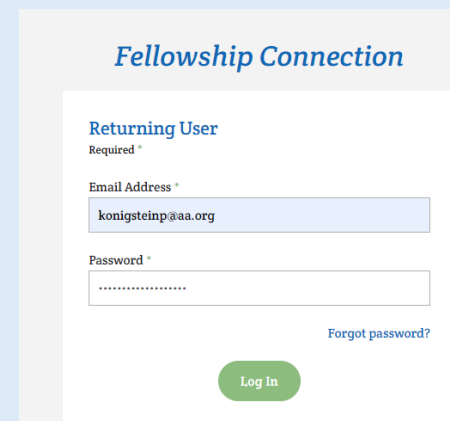 Fellowship Connection
Returning User
Required *
Email Address *
konigsteinp@aa.org
Password *
•••••••••••••••••••
Forgot password?
Log In